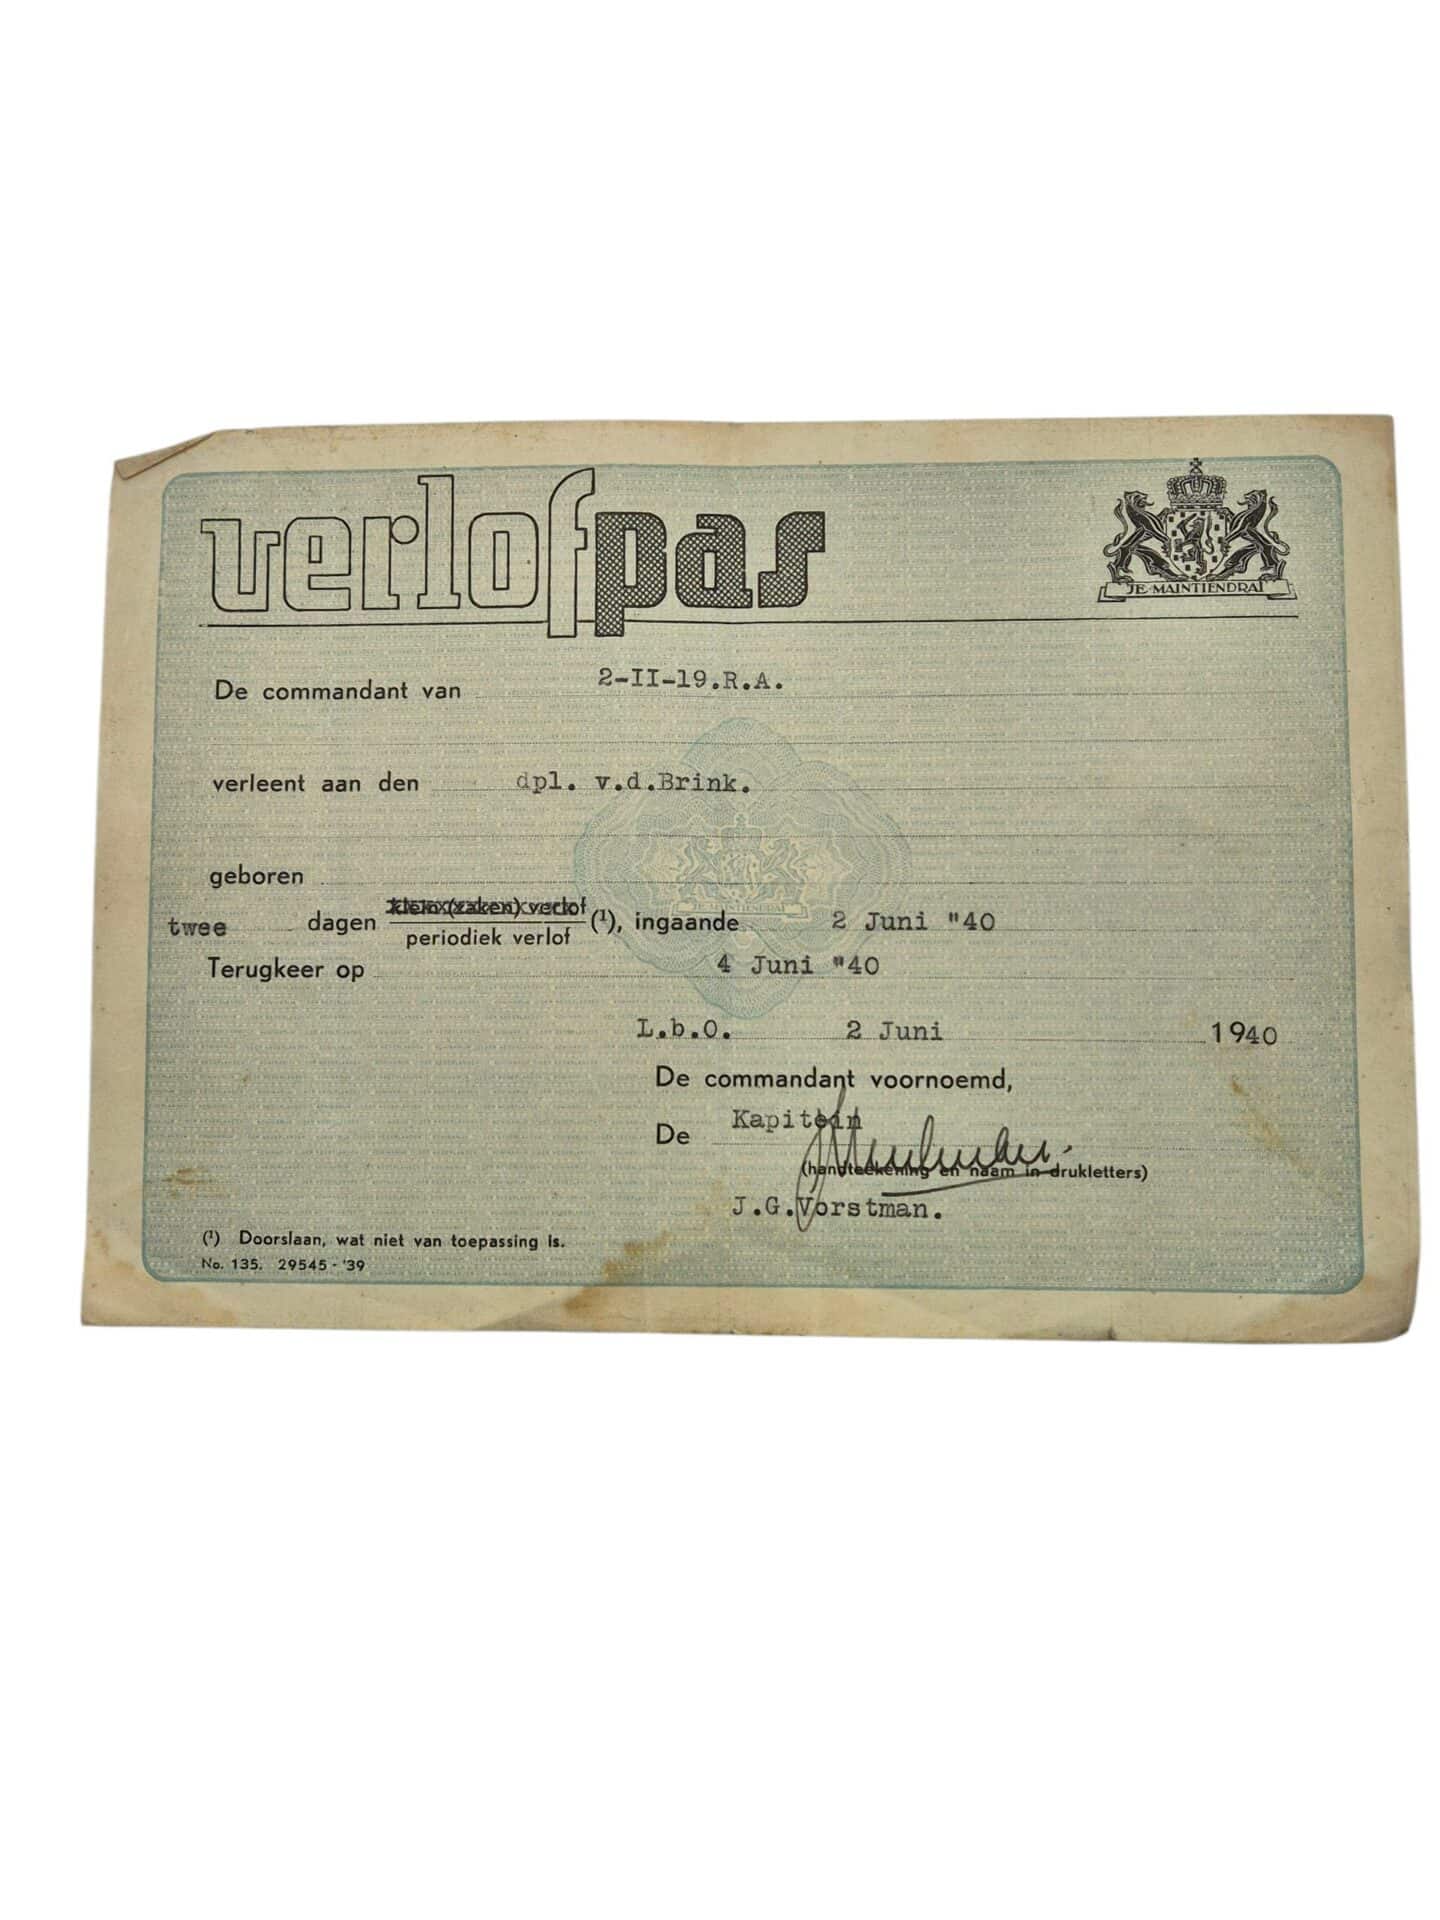 verlofpas
JE·MAINTIENDRAI
De commandant van 2-II-19.R.A.
verleent aan den dpl. v.d.Brink.
geboren
twee dagen klein (zaken) verlof (¹), ingaande 2 Juni "40
periodiek verlof
Terugkeer op 4 Juni "40
L.b.O. 2 Juni 1940
De commandant voornoemd,
De Kapitein
(handteekening en naam in drukletters)
J.G.Vorstman.
(¹) Doorslaan, wat niet van toepassing is.
No. 135. 29545 - '39